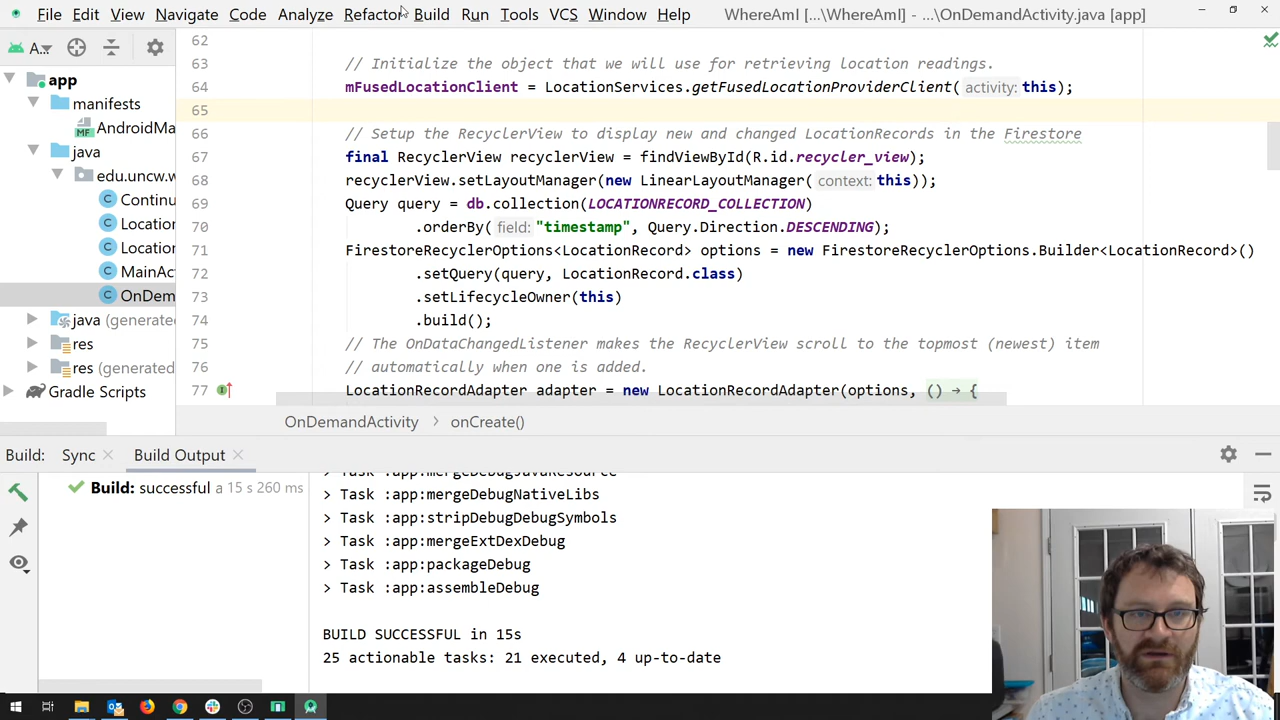 File Edit View Navigate Code Analyze Refactor Build Run Tools VCS Window Help WhereAmI [...\WhereAmI] - ...\OnDemandActivity.java [app]
A...
app
manifests
AndroidMa
java
edu.uncw.w
Continu
Location
Location
MainAct
OnDem
java (generated
res
res (generated
Gradle Scripts
62
63 // Initialize the object that we will use for retrieving location readings.
64 mFusedLocationClient = LocationServices.getFusedLocationProviderClient( activity: this);
65
66 // Setup the RecyclerView to display new and changed LocationRecords in the Firestore
67 final RecyclerView recyclerView = findViewById(R.id.recycler_view);
68 recyclerView.setLayoutManager(new LinearLayoutManager( context: this));
69 Query query = db.collection(LOCATIONRECORD_COLLECTION)
70 .orderBy( field: "timestamp", Query.Direction.DESCENDING);
71 FirestoreRecyclerOptions<LocationRecord> options = new FirestoreRecyclerOptions.Builder<LocationRecord>()
72 .setQuery(query, LocationRecord.class)
73 .setLifecycleOwner(this)
74 .build();
75 // The OnDataChangedListener makes the RecyclerView scroll to the topmost (newest) item
76 // automatically when one is added.
77 LocationRecordAdapter adapter = new LocationRecordAdapter(options, () → {
OnDemandActivity > onCreate()
Build: Sync × Build Output ×
Build: successful a 15 s 260 ms
> Task :app:mergeDebugJavaResource
> Task :app:mergeDebugNativeLibs
> Task :app:stripDebugDebugSymbols
> Task :app:mergeExtDexDebug
> Task :app:packageDebug
> Task :app:assembleDebug
BUILD SUCCESSFUL in 15s
25 actionable tasks: 21 executed, 4 up-to-date